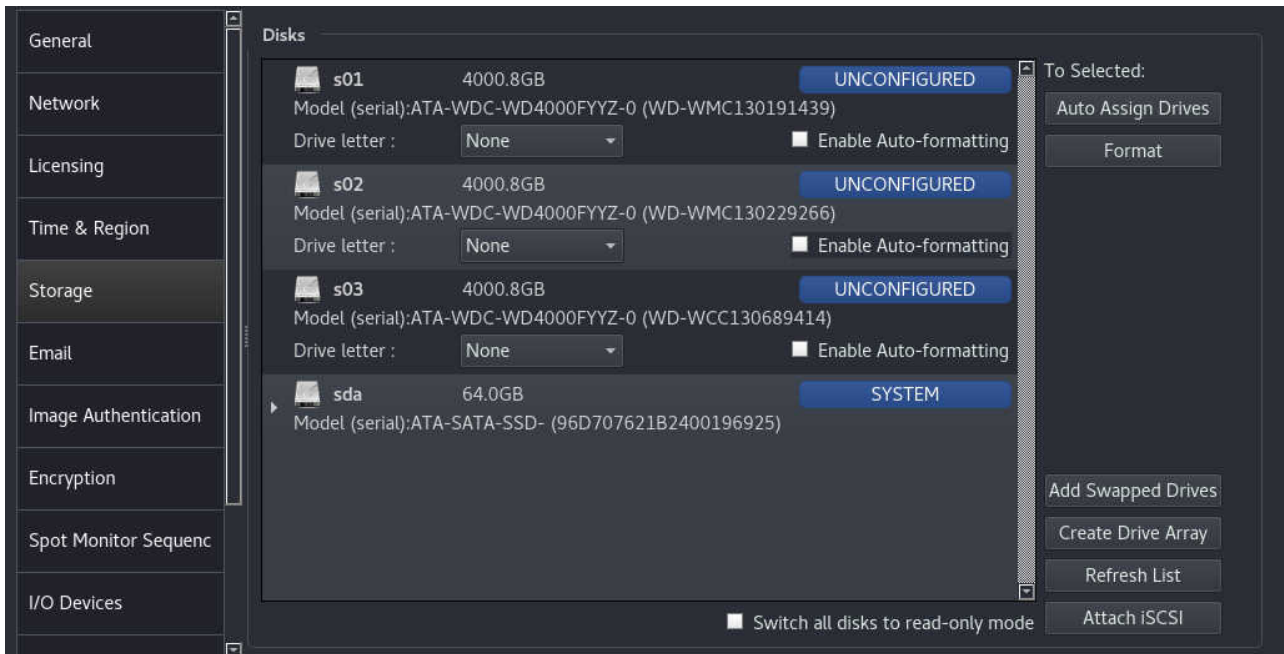 General
Network
Licensing
Time & Region
Storage
Email
Image Authentication
Encryption
Spot Monitor Sequenc
I/O Devices
Disks
s01 4000.8GB UNCONFIGURED
Model (serial):ATA-WDC-WD4000FYYZ-0 (WD-WMC130191439)
Drive letter : None Enable Auto-formatting
s02 4000.8GB UNCONFIGURED
Model (serial):ATA-WDC-WD4000FYYZ-0 (WD-WMC130229266)
Drive letter : None Enable Auto-formatting
s03 4000.8GB UNCONFIGURED
Model (serial):ATA-WDC-WD4000FYYZ-0 (WD-WCC130689414)
Drive letter : None Enable Auto-formatting
sda 64.0GB SYSTEM
Model (serial):ATA-SATA-SSD- (96D707621B2400196925)
Switch all disks to read-only mode
To Selected:
Auto Assign Drives
Format
Add Swapped Drives
Create Drive Array
Refresh List
Attach iSCSI